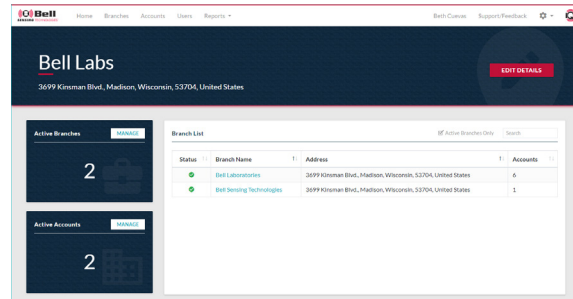 Bell
SENSING TECHNOLOGIES
Home Branches Accounts Users Reports
Beth Cuevas Support/Feedback
Bell Labs
3699 Kinsman Blvd., Madison, Wisconsin, 53704, United States
EDIT DETAILS
Active Branches MANAGE
2
Active Accounts MANAGE
2
Branch List
Active Branches Only Search
Status Branch Name Address Accounts
Bell Laboratories 3699 Kinsman Blvd., Madison, Wisconsin, 53704, United States 6
Bell Sensing Technologies 3699 Kinsman Blvd., Madison, Wisconsin, 53704, United States 1